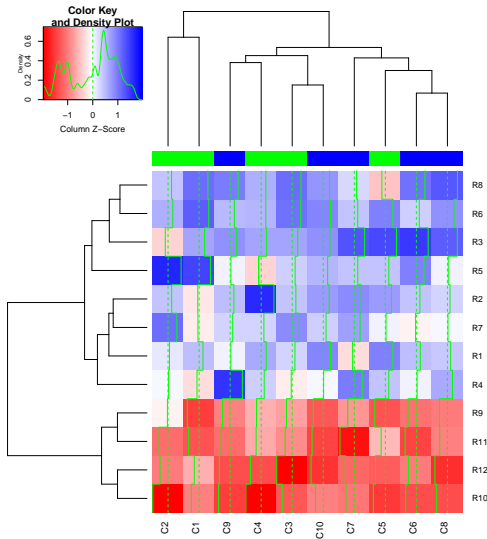 Color Key
and Density Plot
Density
0 0.2 0.4 0.6
−1 0 1
Column Z−Score
R8
R6
R3
R5
R2
R7
R1
R4
R9
R11
R12
R10
C2 C1 C9 C4 C3 C10 C7 C5 C6 C8